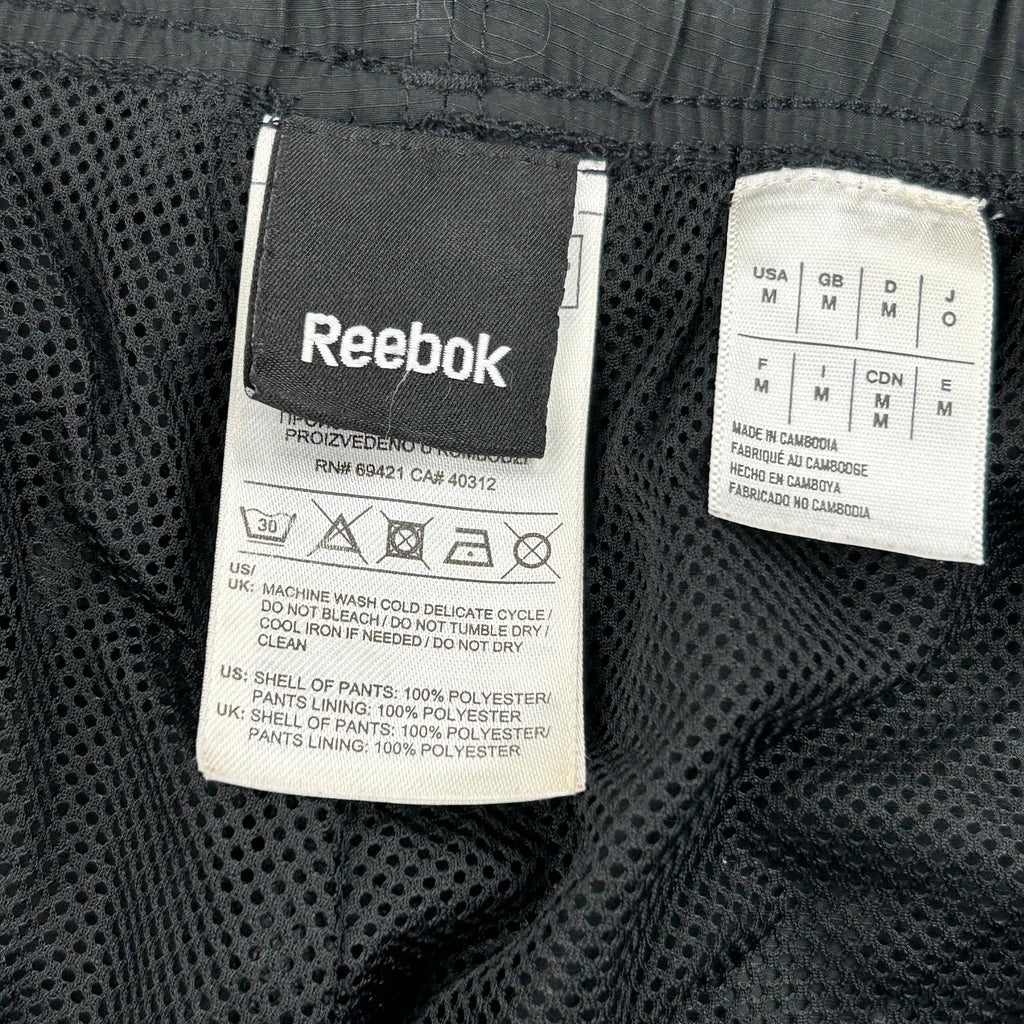 Reebok
PROIZVEDENO U KOMBODŽI
RN# 69421 CA# 40312
30
US/
UK: MACHINE WASH COLD DELICATE CYCLE /
DO NOT BLEACH / DO NOT TUMBLE DRY /
COOL IRON IF NEEDED / DO NOT DRY
CLEAN
US: SHELL OF PANTS: 100% POLYESTER/
PANTS LINING: 100% POLYESTER
UK: SHELL OF PANTS: 100% POLYESTER/
PANTS LINING: 100% POLYESTER
USA GB D J
M M M O
F I CDN E
M M M M
M
MADE IN CAMBODIA
FABRIQUÉ AU CAMBODGE
HECHO EN CAMBOYA
FABRICADO NO CAMBODIA